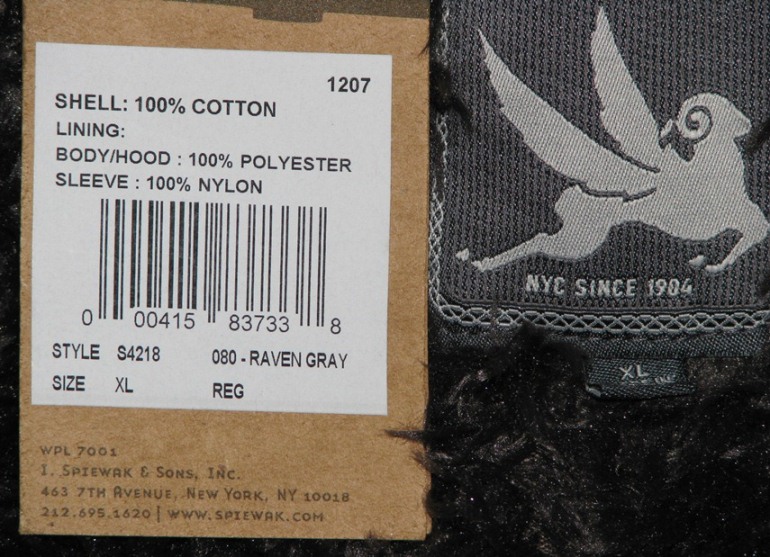 1207
SHELL: 100% COTTON
LINING:
BODY/HOOD : 100% POLYESTER
SLEEVE : 100% NYLON
0 00415 83733 8
STYLE S4218 080 - RAVEN GRAY
SIZE XL REG
WPL 7001
I. SPIEWAK & SONS, INC.
463 7TH AVENUE, NEW YORK, NY 10018
212.695.1620 | WWW.SPIEWAK.COM
NYC SINCE 1904
XL